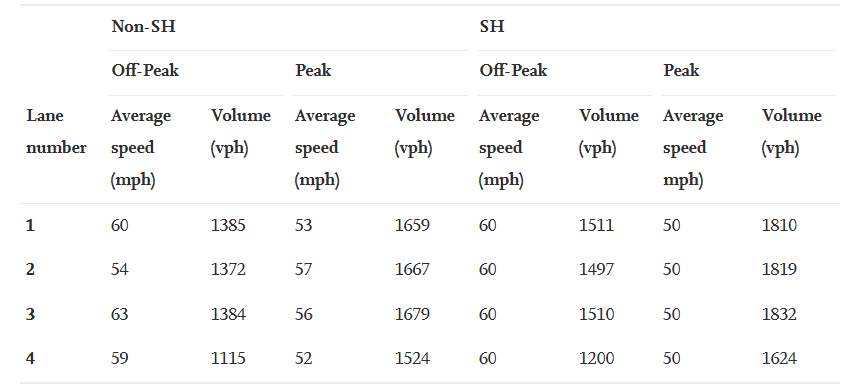 Non-SH SH
Off-Peak Peak Off-Peak Peak
Lane Average Volume Average Volume Average Volume Average Volume
number speed (vph) speed (vph) speed (vph) speed (vph)
(mph) (mph) (mph) mph)
1 60 1385 53 1659 60 1511 50 1810
2 54 1372 57 1667 60 1497 50 1819
3 63 1384 56 1679 60 1510 50 1832
4 59 1115 52 1524 60 1200 50 1624